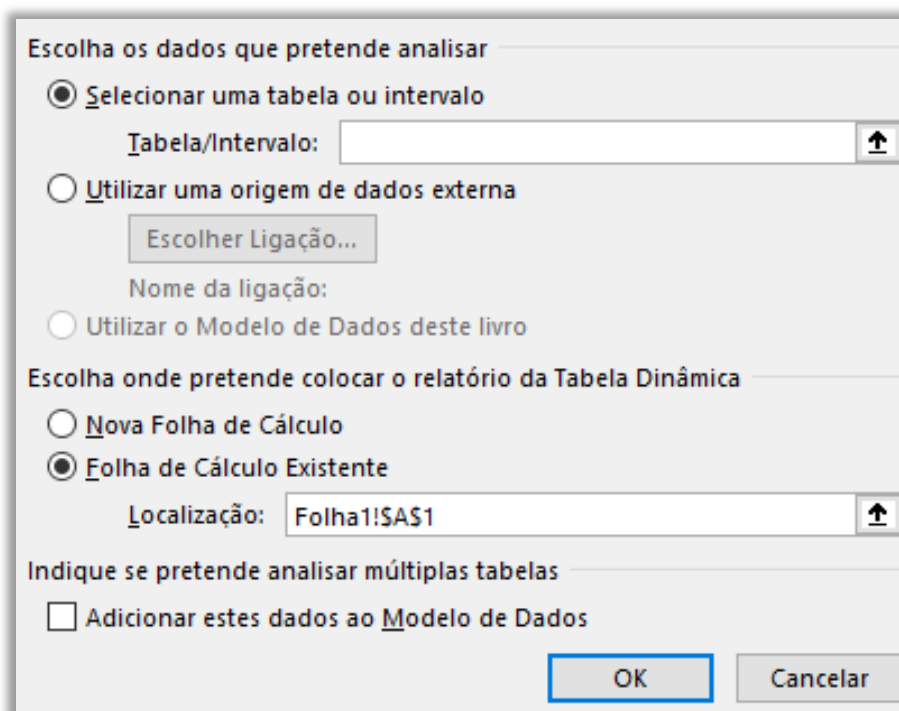 Escolha os dados que pretende analisar
Selecionar uma tabela ou intervalo
Tabela/Intervalo:
Utilizar uma origem de dados externa
Escolher Ligação...
Nome da ligação:
Utilizar o Modelo de Dados deste livro
Escolha onde pretende colocar o relatório da Tabela Dinâmica
Nova Folha de Cálculo
Folha de Cálculo Existente
Localização: Folha1!$A$1
Indique se pretende analisar múltiplas tabelas
Adicionar estes dados ao Modelo de Dados
OK Cancelar